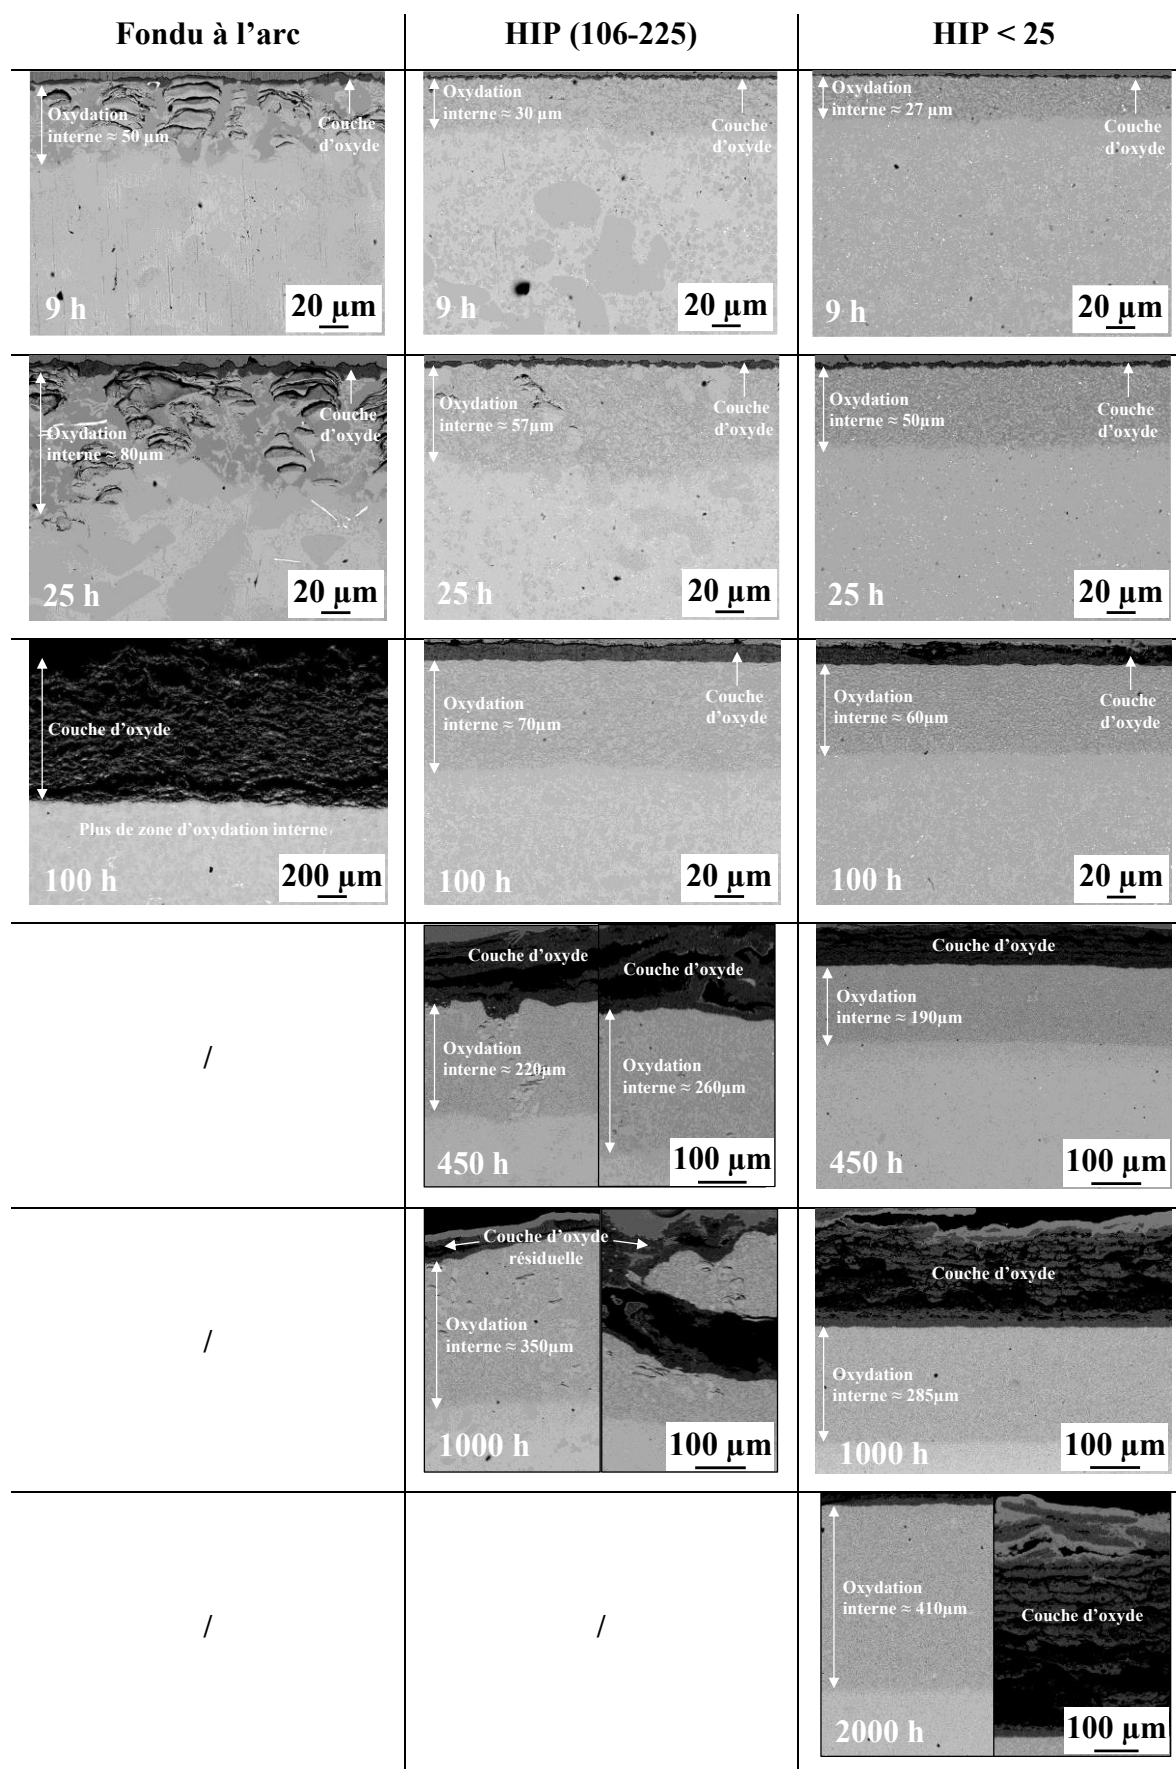 Fondu à l’arc
HIP (106-225)
HIP < 25
Oxydation
interne ≈ 50 µm
Couche
d’oxyde
9 h
20 µm
Oxydation
interne ≈ 30 µm
Couche
d’oxyde
9 h
20 µm
Oxydation
interne ≈ 27 µm
Couche
d’oxyde
9 h
20 µm
Oxydation
interne ≈ 80µm
Couche
d’oxyde
25 h
20 µm
Oxydation
interne ≈ 57µm
Couche
d’oxyde
25 h
20 µm
Oxydation
interne ≈ 50µm
Couche
d’oxyde
25 h
20 µm
Couche d’oxyde
Plus de zone d’oxydation interne
100 h
200 µm
Oxydation
interne ≈ 70µm
Couche
d’oxyde
100 h
20 µm
Oxydation
interne ≈ 60µm
Couche
d’oxyde
100 h
20 µm
/
Couche d’oxyde
Couche d’oxyde
Oxydation
interne ≈ 220µm
Oxydation
interne ≈ 260µm
450 h
100 µm
Couche d’oxyde
Oxydation
interne ≈ 190µm
450 h
100 µm
/
Couche d’oxyde
résiduelle
Oxydation
interne ≈ 350µm
1000 h
100 µm
Couche d’oxyde
Oxydation
interne ≈ 285µm
1000 h
100 µm
/
/
Oxydation
interne ≈ 410µm
Couche d’oxyde
2000 h
100 µm